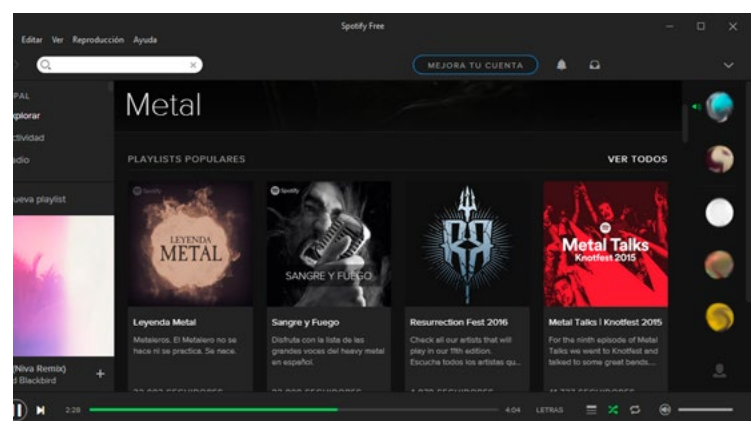 Spotify Free
Editar Ver Reproducción Ayuda
MEJORA TU CUENTA
PAL
xplorar
ctividad
adio
ueva playlist
(Niva Remix)
d Blackbird
Metal
PLAYLISTS POPULARES
VER TODOS
Spotify
LEYENDA
METAL
Leyenda Metal
Metaleros. El Metalero no se
hace ni se practica. Se nace.
Spotify
SANGRE Y FUEGO
Sangre y Fuego
Disfruta con la lista de las
grandes voces del heavy metal
en español.
Resurrection Fest 2016
Check all our artists that will
play in our 11th edition.
Escucha todos los artistas qu...
Metal Talks
Knotfest 2015
Metal Talks | Knotfest 2015
For the ninth episode of Metal
Talks we went to Knotfest and
talked to some great bands....
2:28
4:04
LETRAS